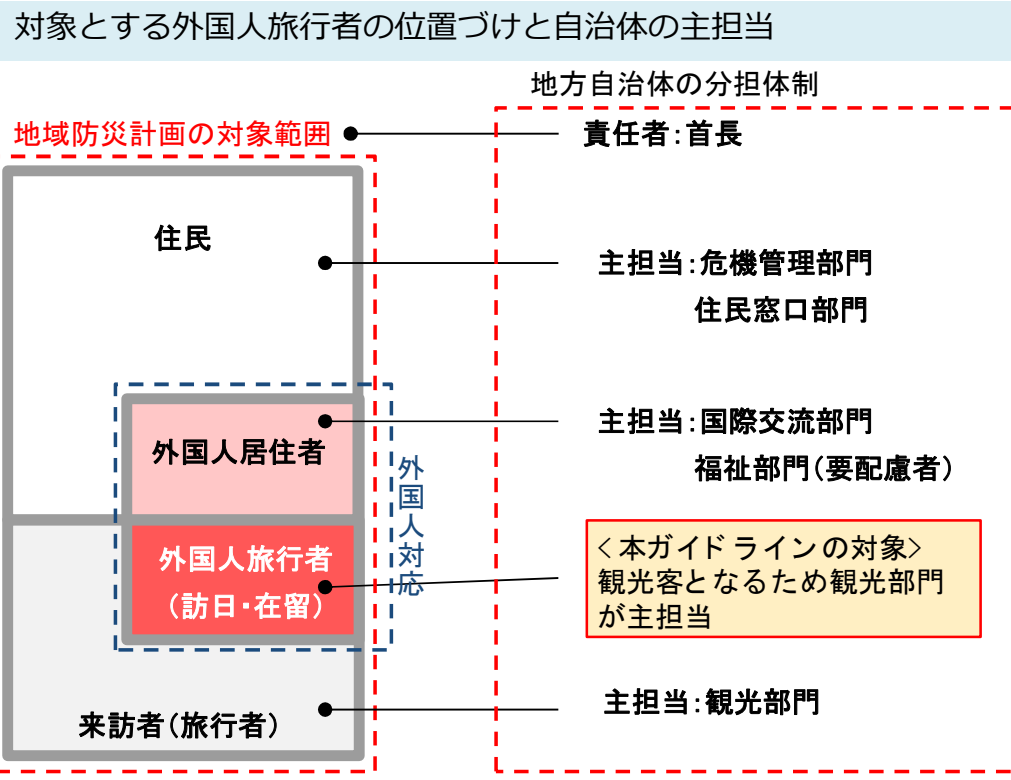 対象とする外国人旅行者の位置づけと自治体の主担当
地方自治体の分担体制
地域防災計画の対象範囲
責任者:首長
住民
主担当:危機管理部門
住民窓口部門
外国人居住者
主担当:国際交流部門
福祉部門(要配慮者)
外国人対応
外国人旅行者
(訪日・在留)
<本ガイドラインの対象>
観光客となるため観光部門
が主担当
来訪者(旅行者)
主担当:観光部門